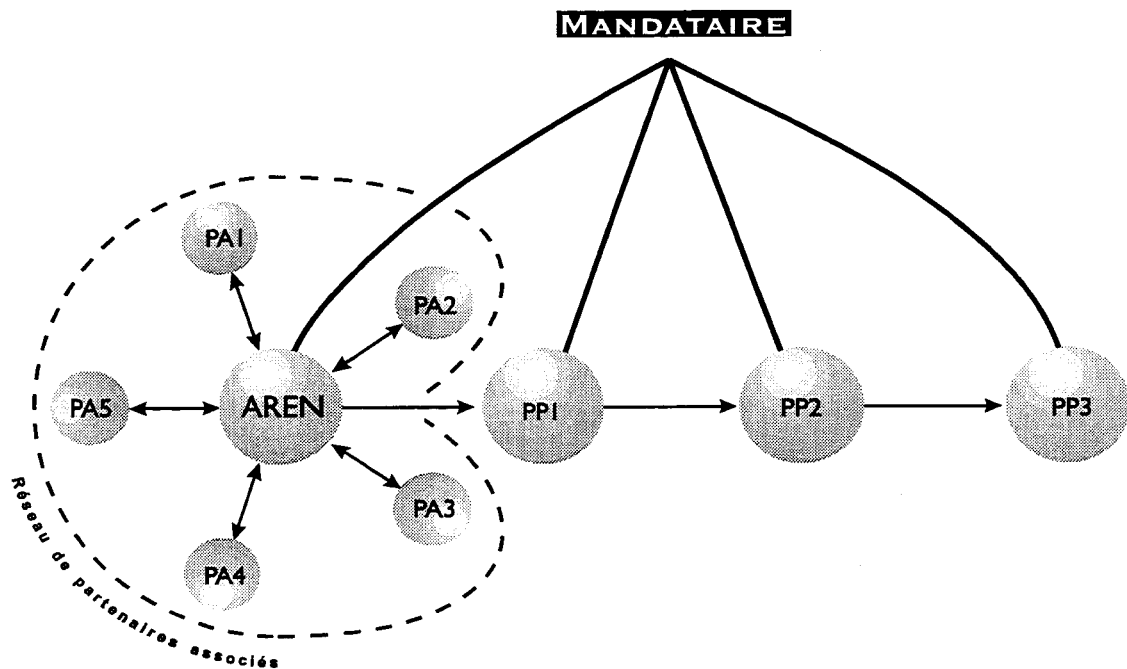 MANDATAIRE
PA1
PA2
PA5
AREN
PP1
PP2
PP3
PA3
PA4
Réseau de partenaires associés